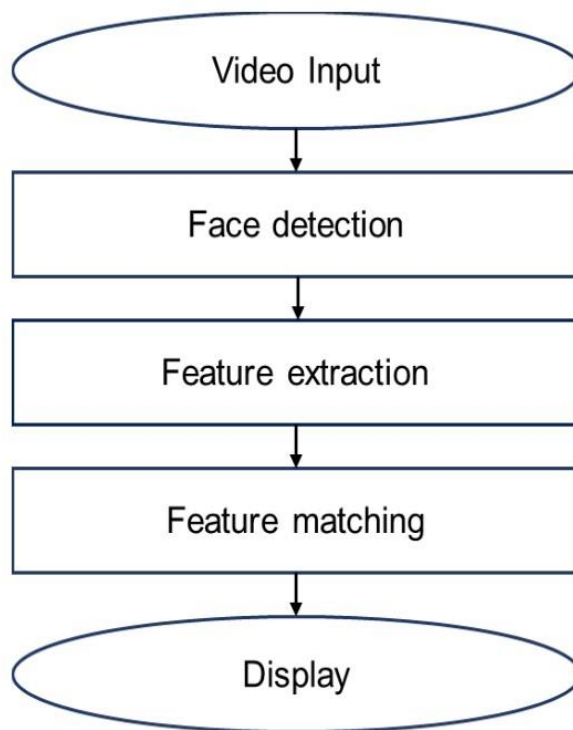 Video Input
Face detection
Feature extraction
Feature matching
Display